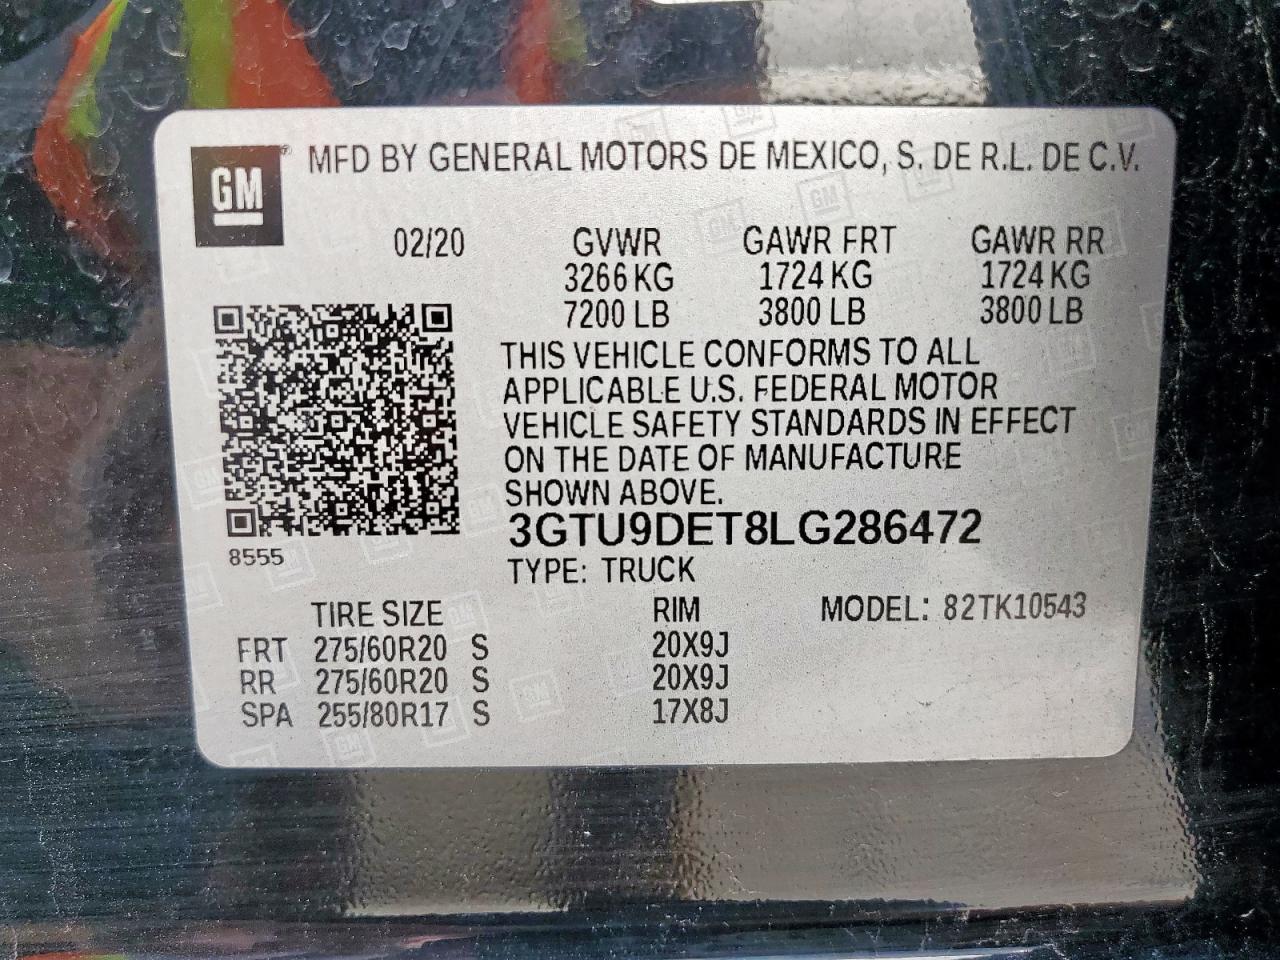 GM
MFD BY GENERAL MOTORS DE MEXICO, S. DE R.L. DE C.V.
02/20 GVWR GAWR FRT GAWR RR
3266 KG 1724 KG 1724 KG
7200 LB 3800 LB 3800 LB
THIS VEHICLE CONFORMS TO ALL
APPLICABLE U.S. FEDERAL MOTOR
VEHICLE SAFETY STANDARDS IN EFFECT
ON THE DATE OF MANUFACTURE
SHOWN ABOVE.
3GTU9DET8LG286472
8555
TYPE: TRUCK
TIRE SIZE RIM MODEL: 82TK10543
FRT 275/60R20 S 20X9J
RR 275/60R20 S 20X9J
SPA 255/80R17 S 17X8J